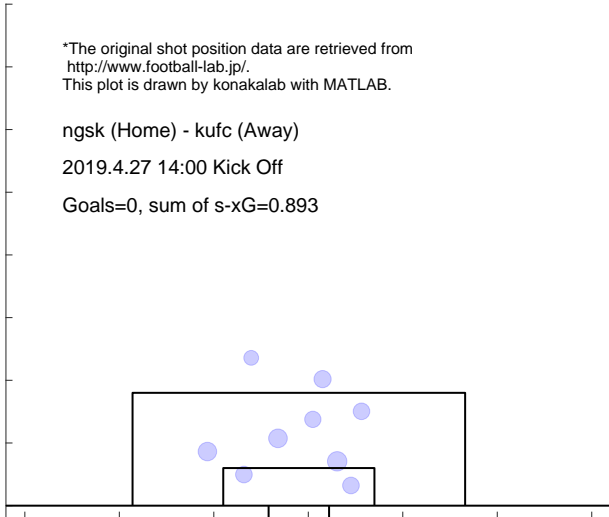 *The original shot position data are retrieved from
http://www.football-lab.jp/.
This plot is drawn by konakalab with MATLAB.
ngsk (Home) - kufc (Away)
2019.4.27 14:00 Kick Off
Goals=0, sum of s-xG=0.893